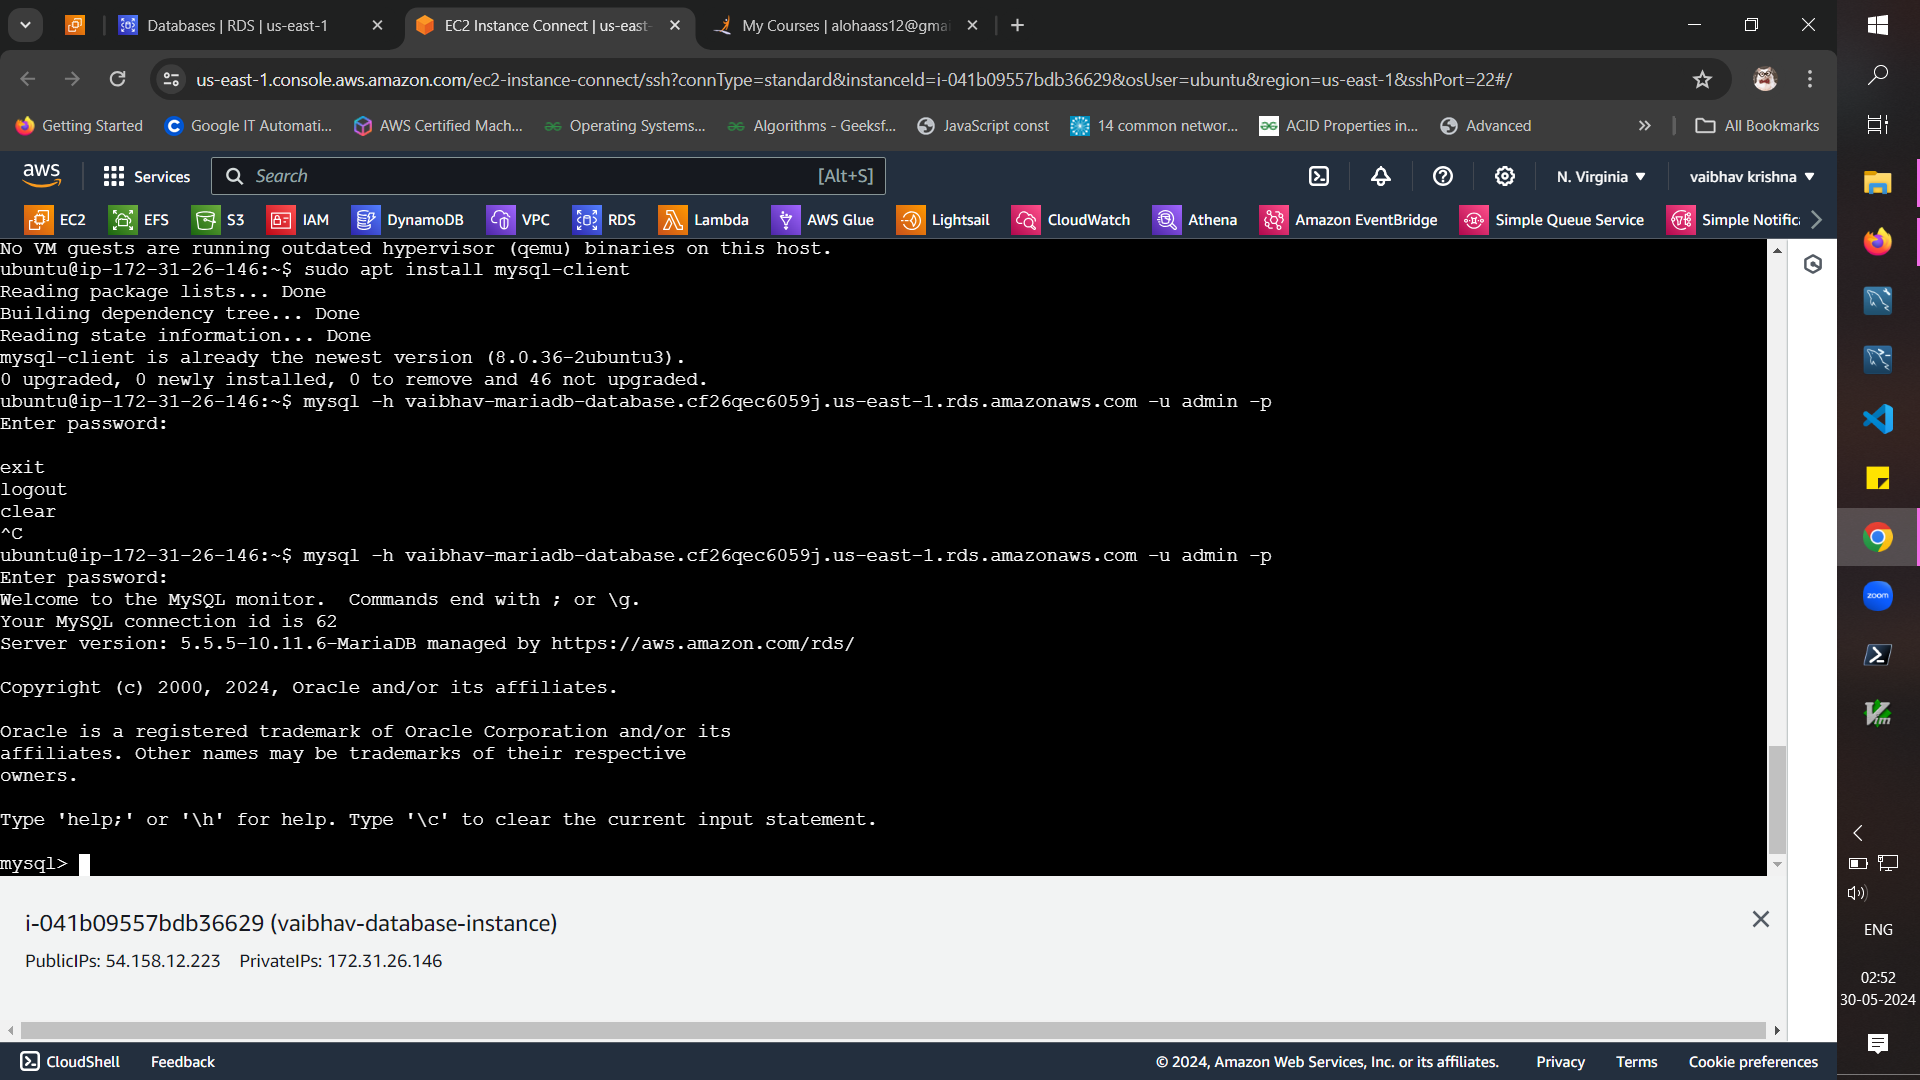 Databases | RDS | us-east-1
EC2 Instance Connect | us-east-
My Courses | alohaass12@gma
us-east-1.console.aws.amazon.com/ec2-instance-connect/ssh?connType=standard&instanceId=i-041b09557bdb36629&osUser=ubuntu&region=us-east-1&sshPort=22#/
Getting Started
Google IT Automati...
AWS Certified Mach...
Operating Systems...
Algorithms - Geeksf...
JavaScript const
14 common networ...
ACID Properties in...
Advanced
All Bookmarks
aws
Services
Search
[Alt+S]
N. Virginia
vaibhav krishna
EC2
EFS
S3
IAM
DynamoDB
VPC
RDS
Lambda
AWS Glue
Lightsail
CloudWatch
Athena
Amazon EventBridge
Simple Queue Service
Simple Notific
No VM guests are running outdated hypervisor (qemu) binaries on this host.
ubuntu@ip-172-31-26-146:~$ sudo apt install mysql-client
Reading package lists... Done
Building dependency tree... Done
Reading state information... Done
mysql-client is already the newest version (8.0.36-2ubuntu3).
0 upgraded, 0 newly installed, 0 to remove and 46 not upgraded.
ubuntu@ip-172-31-26-146:~$ mysql -h vaibhav-mariadb-database.cf26qec6059j.us-east-1.rds.amazonaws.com -u admin -p
Enter password:
exit
logout
clear
^C
ubuntu@ip-172-31-26-146:~$ mysql -h vaibhav-mariadb-database.cf26qec6059j.us-east-1.rds.amazonaws.com -u admin -p
Enter password:
Welcome to the MySQL monitor.  Commands end with ; or \g.
Your MySQL connection id is 62
Server version: 5.5.5-10.11.6-MariaDB managed by https://aws.amazon.com/rds/
Copyright (c) 2000, 2024, Oracle and/or its affiliates.
Oracle is a registered trademark of Oracle Corporation and/or its
affiliates. Other names may be trademarks of their respective
owners.
Type 'help;' or '\h' for help. Type '\c' to clear the current input statement.
mysql>
i-041b09557bdb36629 (vaibhav-database-instance)
PublicIPs: 54.158.12.223    PrivateIPs: 172.31.26.146
CloudShell
Feedback
© 2024, Amazon Web Services, Inc. or its affiliates.
Privacy
Terms
Cookie preferences
zoom
Vim
ENG
02:52
30-05-2024